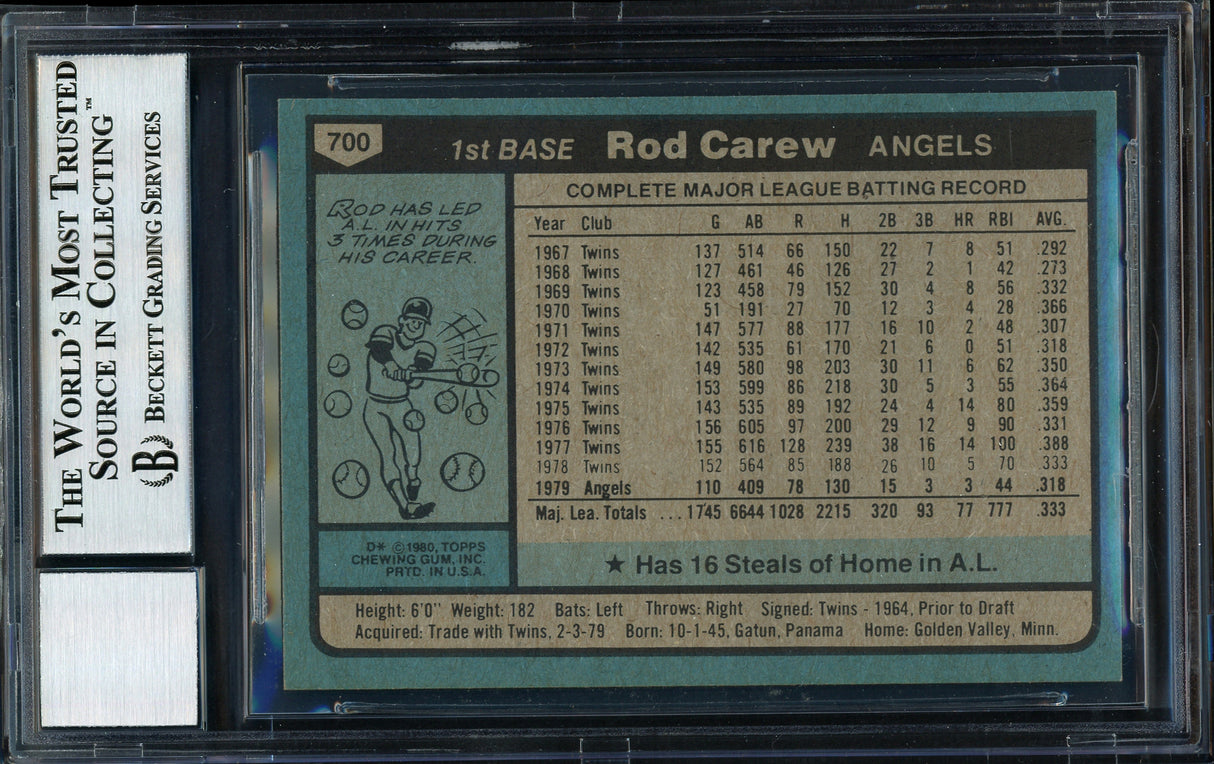 THE WORLD'S MOST TRUSTED
SOURCE IN COLLECTING™
B BECKETT GRADING SERVICES
700 1st BASE Rod Carew ANGELS
ROD HAS LED
A.L. IN HITS
3 TIMES DURING
HIS CAREER.
D* ©1980, TOPPS
CHEWING GUM, INC.
PRTD. IN U.S.A.
COMPLETE MAJOR LEAGUE BATTING RECORD
Year Club G AB R H 2B 3B HR RBI AVG.
1967 Twins 137 514 66 150 22 7 8 51 .292
1968 Twins 127 461 46 126 27 2 1 42 .273
1969 Twins 123 458 79 152 30 4 8 56 .332
1970 Twins 51 191 27 70 12 3 4 28 .366
1971 Twins 147 577 88 177 16 10 2 48 .307
1972 Twins 142 535 61 170 21 6 0 51 .318
1973 Twins 149 580 98 203 30 11 6 62 .350
1974 Twins 153 599 86 218 30 5 3 55 .364
1975 Twins 143 535 89 192 24 4 14 80 .359
1976 Twins 156 605 97 200 29 12 9 90 .331
1977 Twins 155 616 128 239 38 16 14 100 .388
1978 Twins 152 564 85 188 26 10 5 70 .333
1979 Angels 110 409 78 130 15 3 3 44 .318
Maj. Lea. Totals ... 1745 6644 1028 2215 320 93 77 777 .333
★ Has 16 Steals of Home in A.L.
Height: 6'0" Weight: 182 Bats: Left Throws: Right Signed: Twins - 1964, Prior to Draft
Acquired: Trade with Twins, 2-3-79 Born: 10-1-45, Gatun, Panama Home: Golden Valley, Minn.